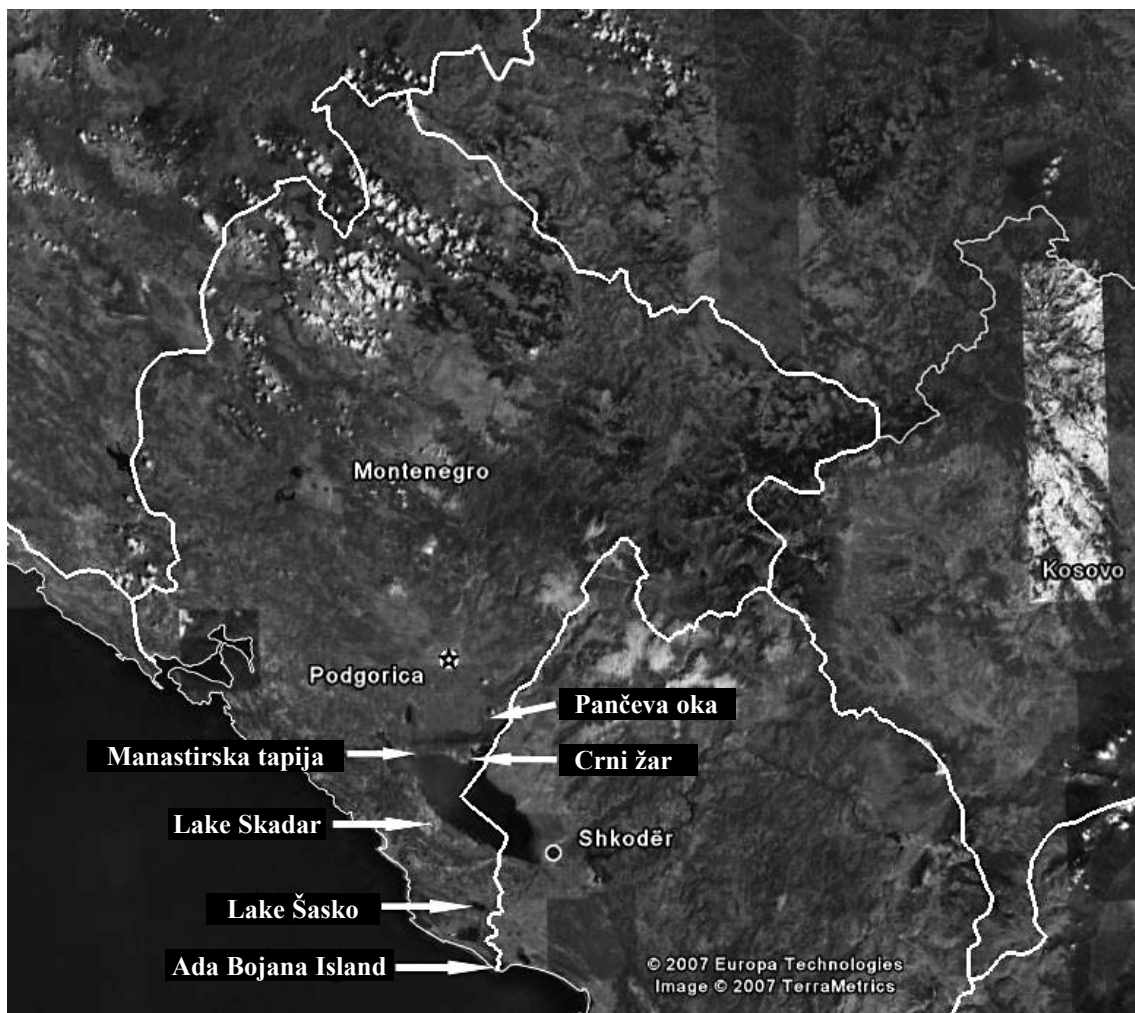 Montenegro
Kosovo
Podgorica
Pančeva oka
Manastirska tapija
Crni žar
Lake Skadar
Shkodër
Lake Šasko
Ada Bojana Island
© 2007 Europa Technologies
Image © 2007 TerraMetrics